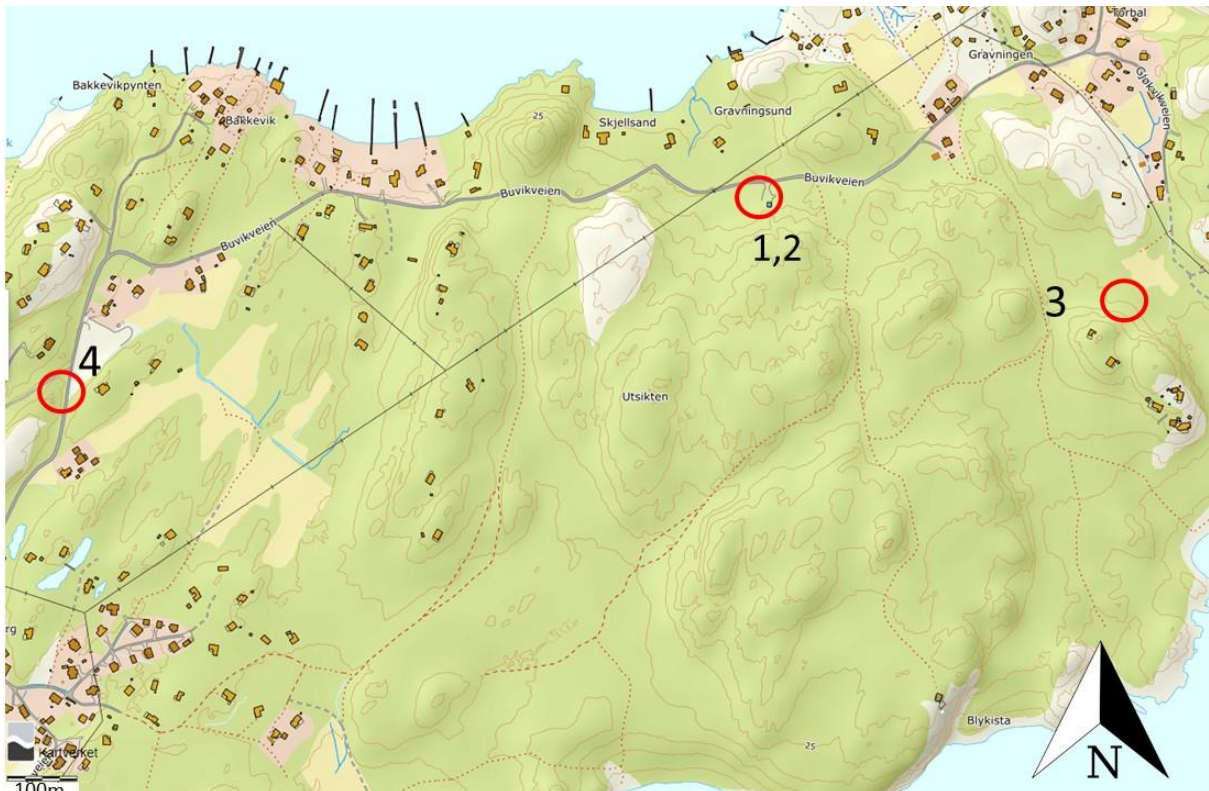 Torbal
Gravningen
Bakkevikpynten
Gjøkvikveien
Gravningsund
25
Skjellsand
Bakkevik
Buvikveien
Buvikveien
Buvikveien
1,2
3
4
Utsikten
rg
Blykista
25
Kartverket
N
100m